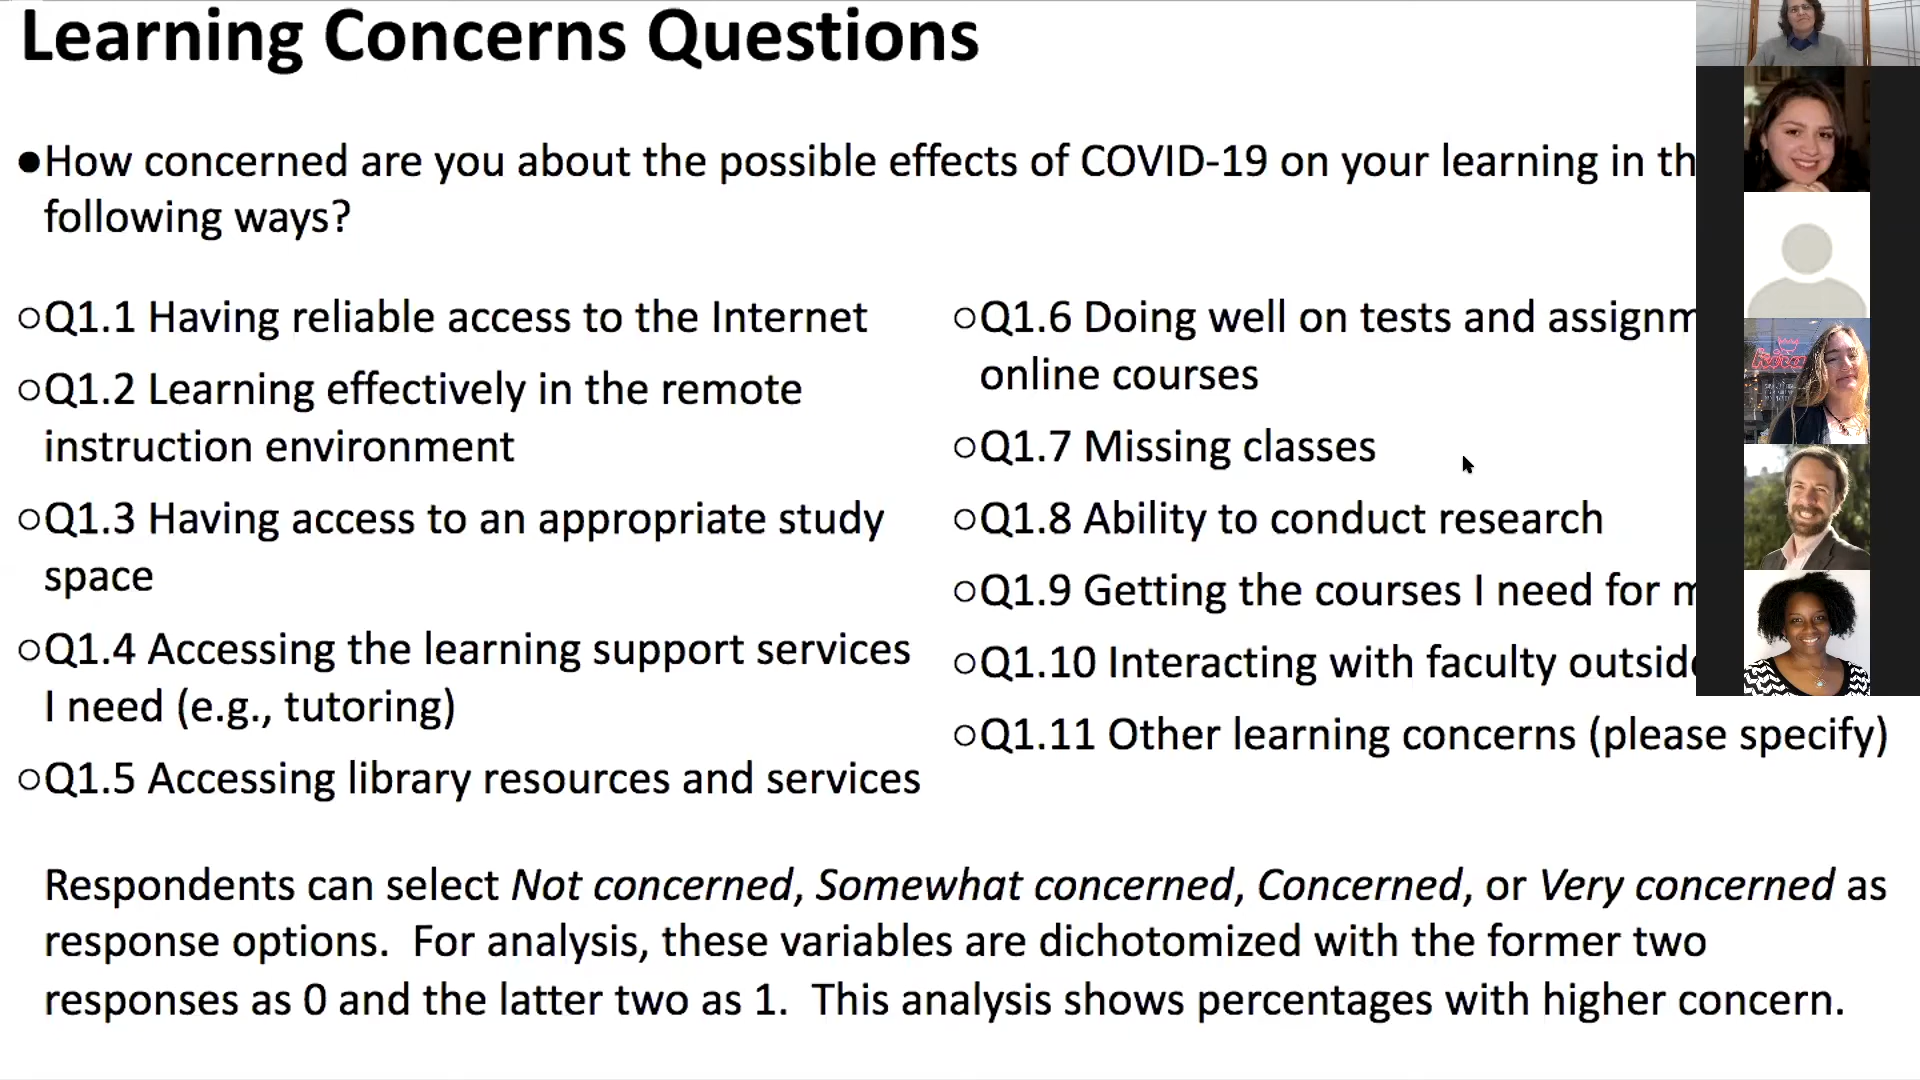 Learning Concerns Questions
●How concerned are you about the possible effects of COVID-19 on your learning in
following ways?
○Q1.1 Having reliable access to the Internet
○Q1.2 Learning effectively in the remote
instruction environment
○Q1.3 Having access to an appropriate study
space
○Q1.4 Accessing the learning support services
I need (e.g., tutoring)
○Q1.5 Accessing library resources and services
○Q1.6 Doing well on tests and
online courses
○Q1.7 Missing classes
○Q1.8 Ability to conduct research
○Q1.9 Getting the courses I need for
○Q1.10 Interacting with faculty
○Q1.11 Other learning concerns (please specify)
Respondents can select Not concerned, Somewhat concerned, Concerned, or Very concerned as
response options. For analysis, these variables are dichotomized with the former two
responses as 0 and the latter two as 1. This analysis shows percentages with higher concern.